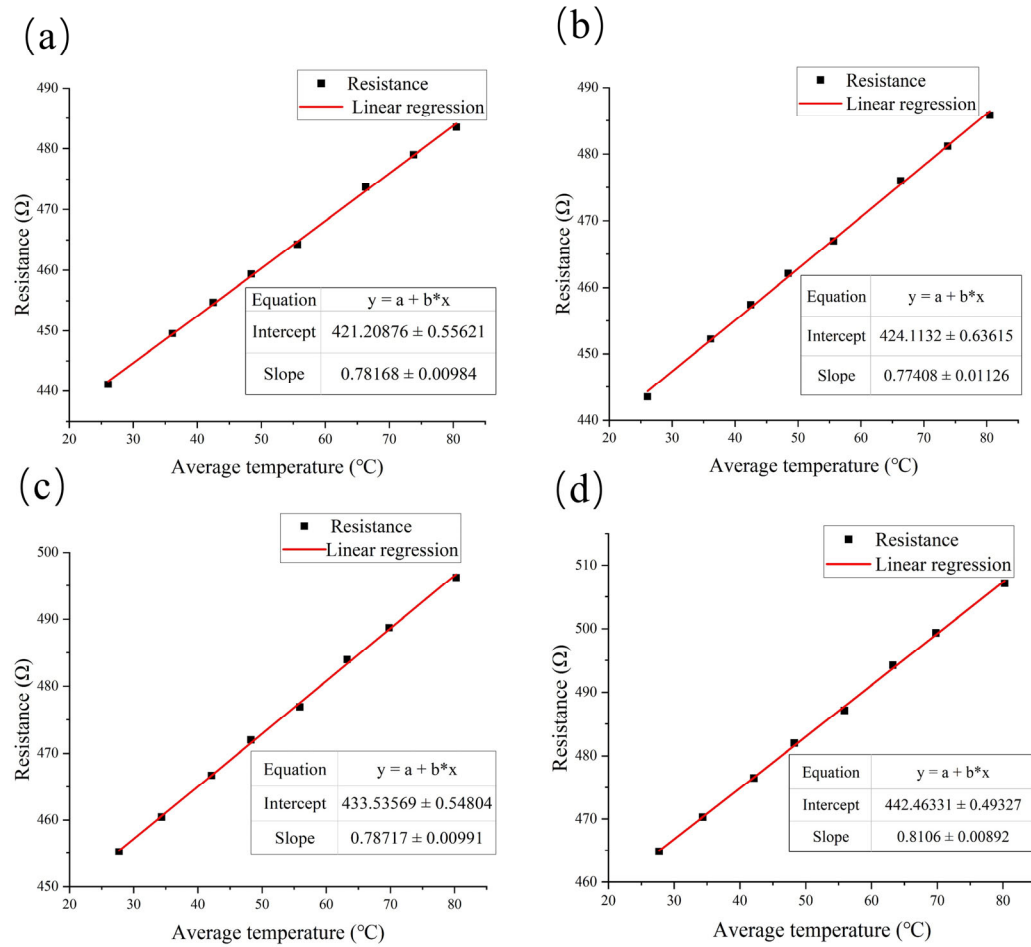 (a)
Resistance
Linear regression
490
480
470
460
450
440
Resistance (Ω)
Equation y = a + b*x
Intercept 421.20876 ± 0.55621
Slope 0.78168 ± 0.00984
20 30 40 50 60 70 80
Average temperature (℃)
(b)
Resistance
Linear regression
490
480
470
460
450
440
Resistance (Ω)
Equation y = a + b*x
Intercept 424.1132 ± 0.63615
Slope 0.77408 ± 0.01126
20 30 40 50 60 70 80
Average temperature (℃)
(c)
Resistance
Linear regression
500
490
480
470
460
450
Resistance (Ω)
Equation y = a + b*x
Intercept 433.53569 ± 0.54804
Slope 0.78717 ± 0.00991
20 30 40 50 60 70 80
Average temperature (℃)
(d)
Resistance
Linear regression
510
500
490
480
470
460
Resistance (Ω)
Equation y = a + b*x
Intercept 442.46331 ± 0.49327
Slope 0.8106 ± 0.00892
20 30 40 50 60 70 80
Average temperature (℃)